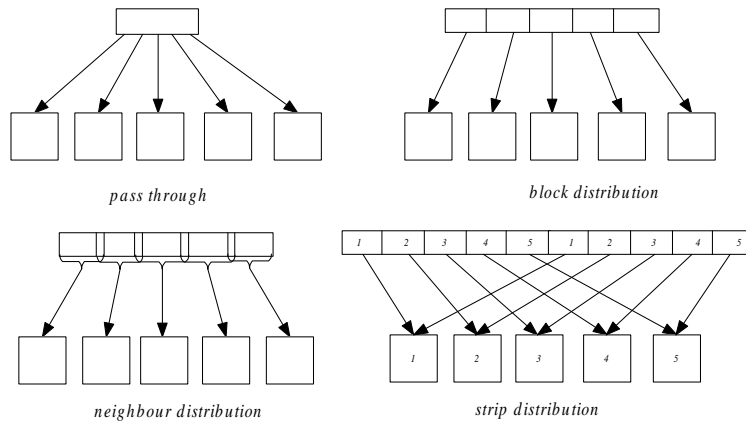 pass through
block distribution
1 2 3 4 5 1 2 3 4 5
1 2 3 4 5
neighbour distribution
strip distribution